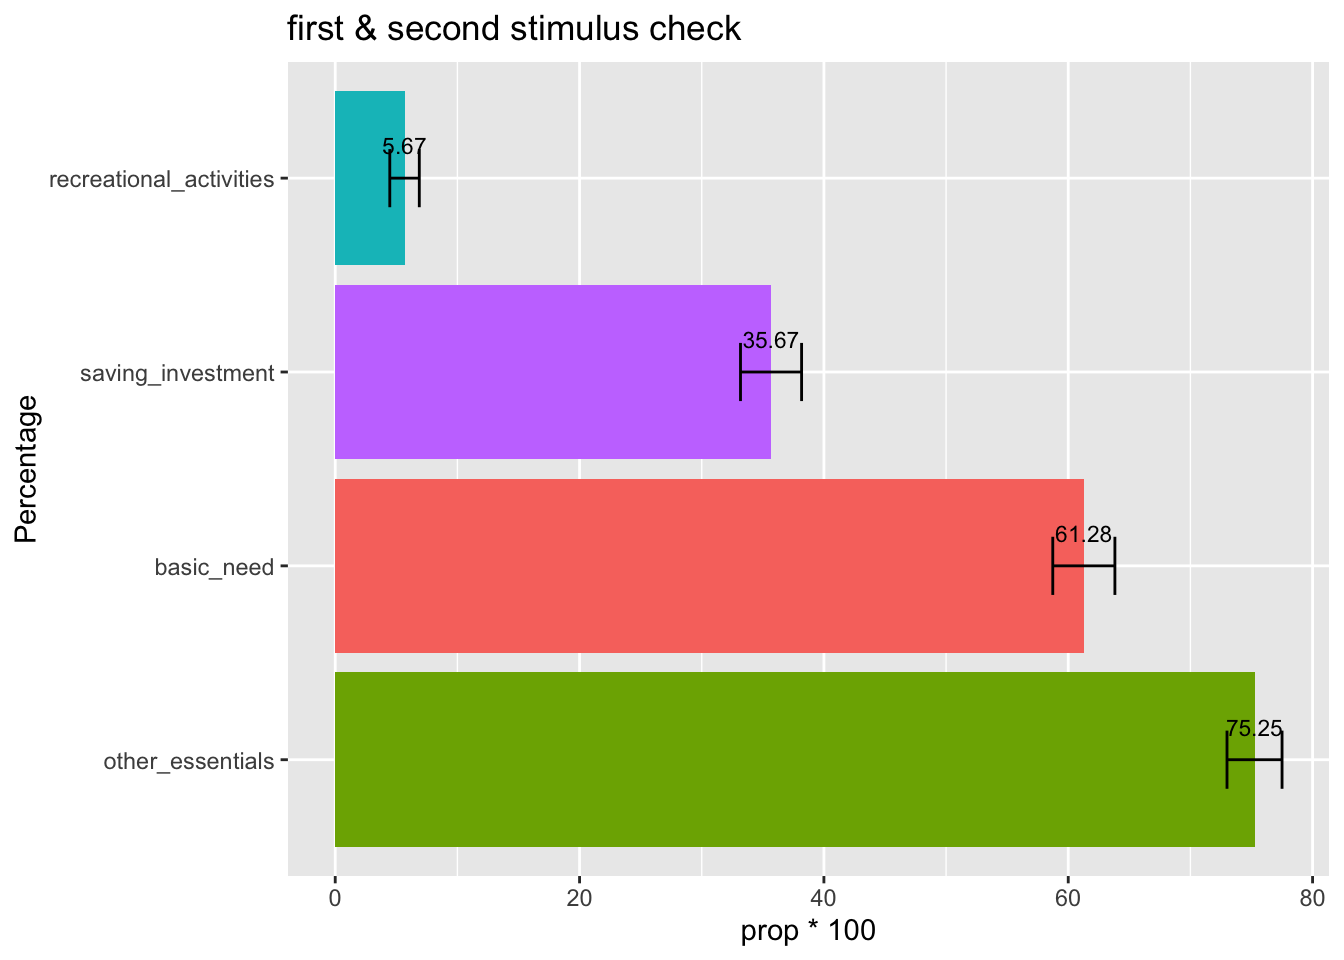 first & second stimulus check
Percentage
recreational_activities
5.67
saving_investment
35.67
basic_need
61.28
other_essentials
75.25
0 20 40 60 80
prop * 100